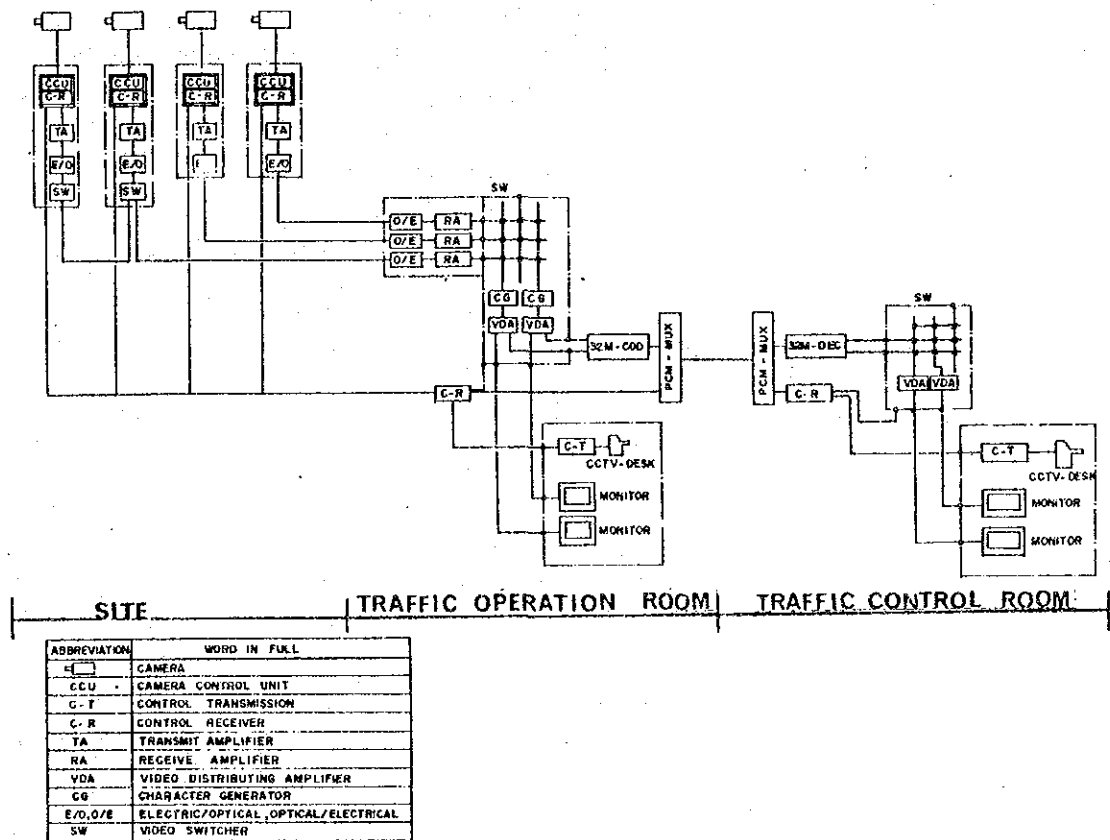 CCU CCU CCU CCU
C-R C-R C-R C-R
TA TA TA TA
E/O E/O E/O
SW SW
SW
O/E RA
O/E RA
O/E RA
CG CG
VDA VDA
32M-COD
PCM-MUX
C-R
C-T
CCTV-DESK
MONITOR
MONITOR
PCM-MUX
32M-DEC
C-R
SW
VDA VDA
C-T
CCTV-DESK
MONITOR
MONITOR
SITE TRAFFIC OPERATION ROOM TRAFFIC CONTROL ROOM
ABBREVIATION WORD IN FULL
CAMERA
CCU CAMERA CONTROL UNIT
C-T CONTROL TRANSMISSION
C-R CONTROL RECEIVER
TA TRANSMIT AMPLIFIER
RA RECEIVE AMPLIFIER
VDA VIDEO DISTRIBUTING AMPLIFIER
CG CHARACTER GENERATOR
E/O,O/E ELECTRIC/OPTICAL,OPTICAL/ELECTRICAL
SW VIDEO SWITCHER